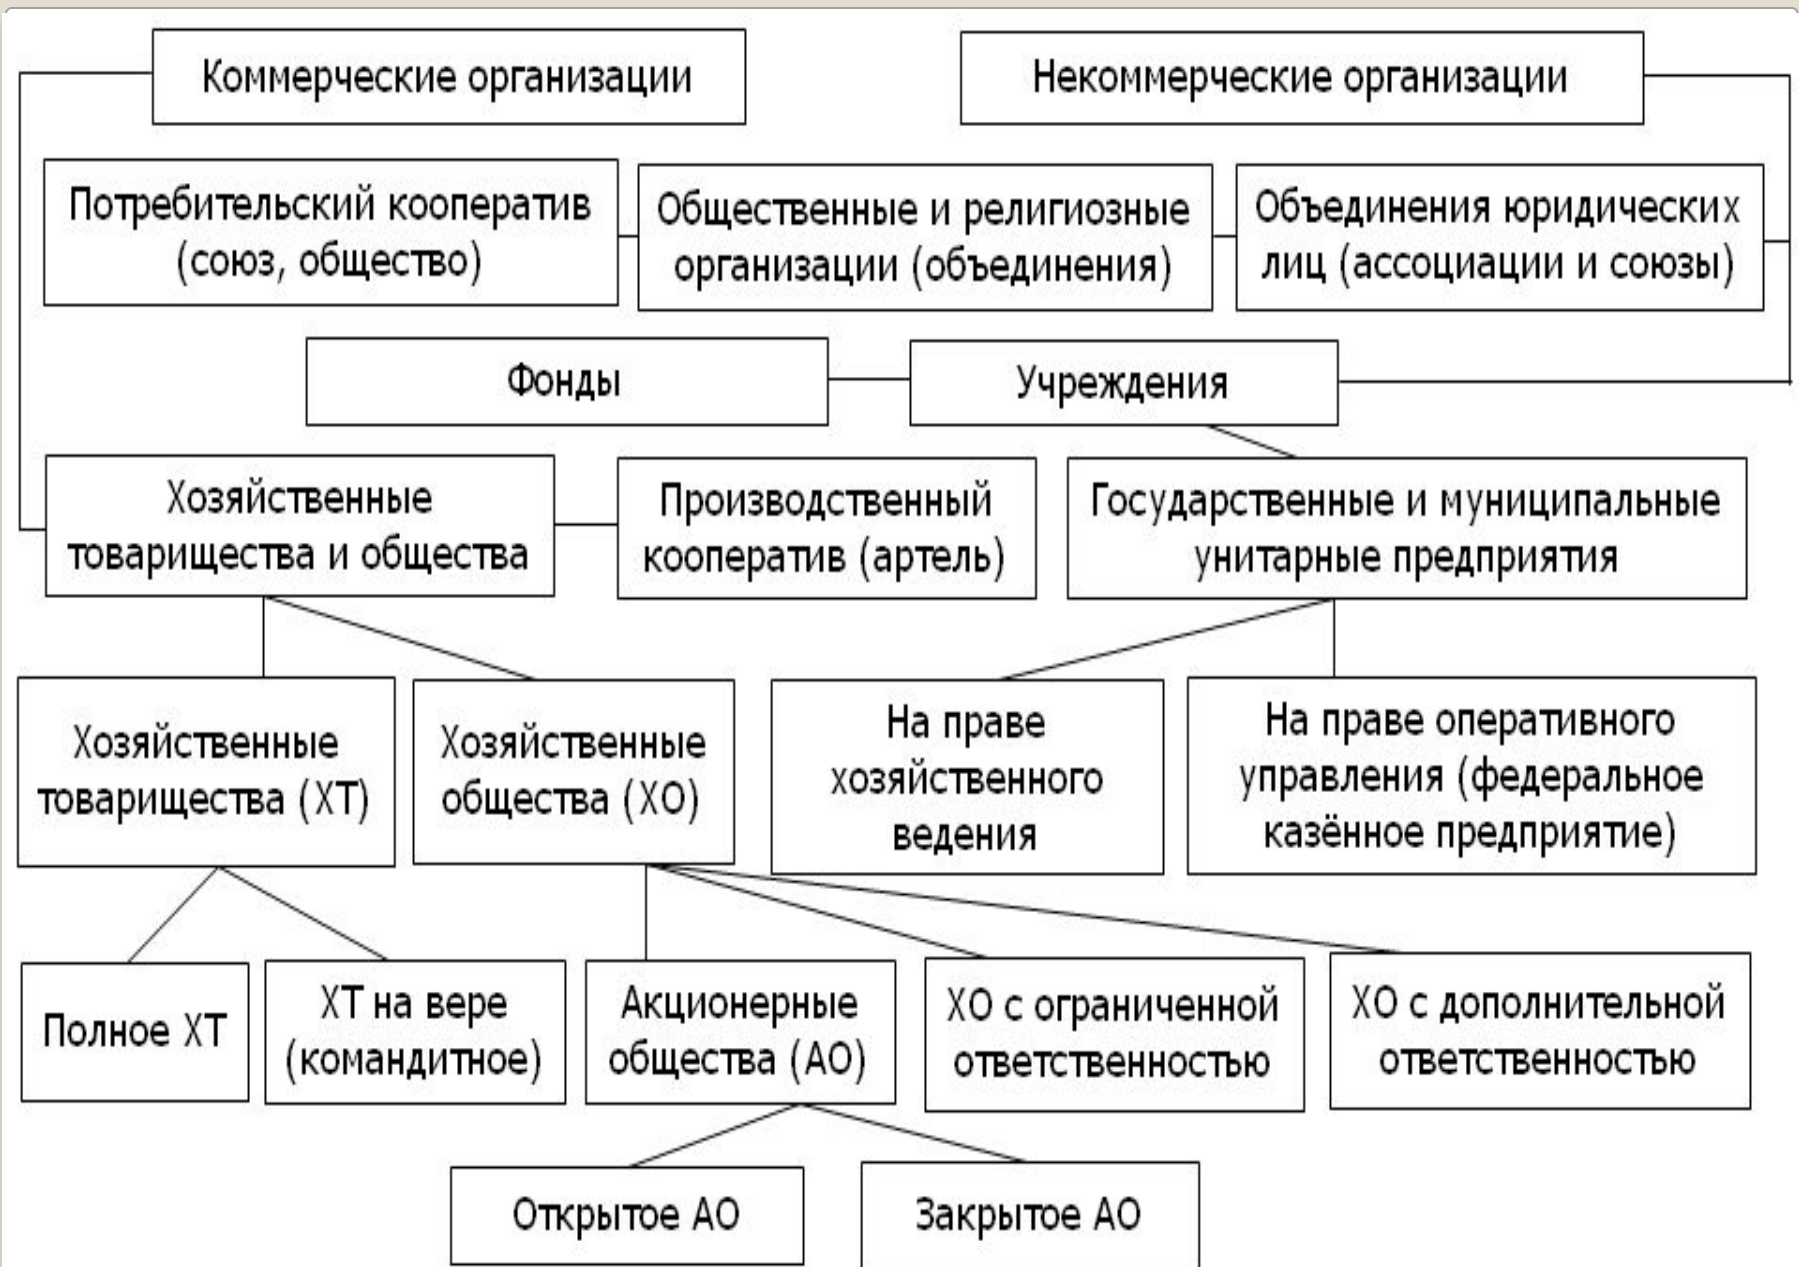 Коммерческие организации
Некоммерческие организации
Потребительский кооператив
(союз, общество)
Общественные и религиозные
организации (объединения)
Объединения юридических
лиц (ассоциации и союзы)
Фонды
Учреждения
Хозяйственные
товарищества и общества
Производственный
кооператив (артель)
Государственные и муниципальные
унитарные предприятия
Хозяйственные
товарищества (ХТ)
Хозяйственные
общества (ХО)
На праве
хозяйственного
ведения
На праве оперативного
управления (федеральное
казённое предприятие)
Полное ХТ
ХТ на вере
(командитное)
Акционерные
общества (АО)
ХО с ограниченной
ответственностью
ХО с дополнительной
ответственностью
Открытое АО
Закрытое АО